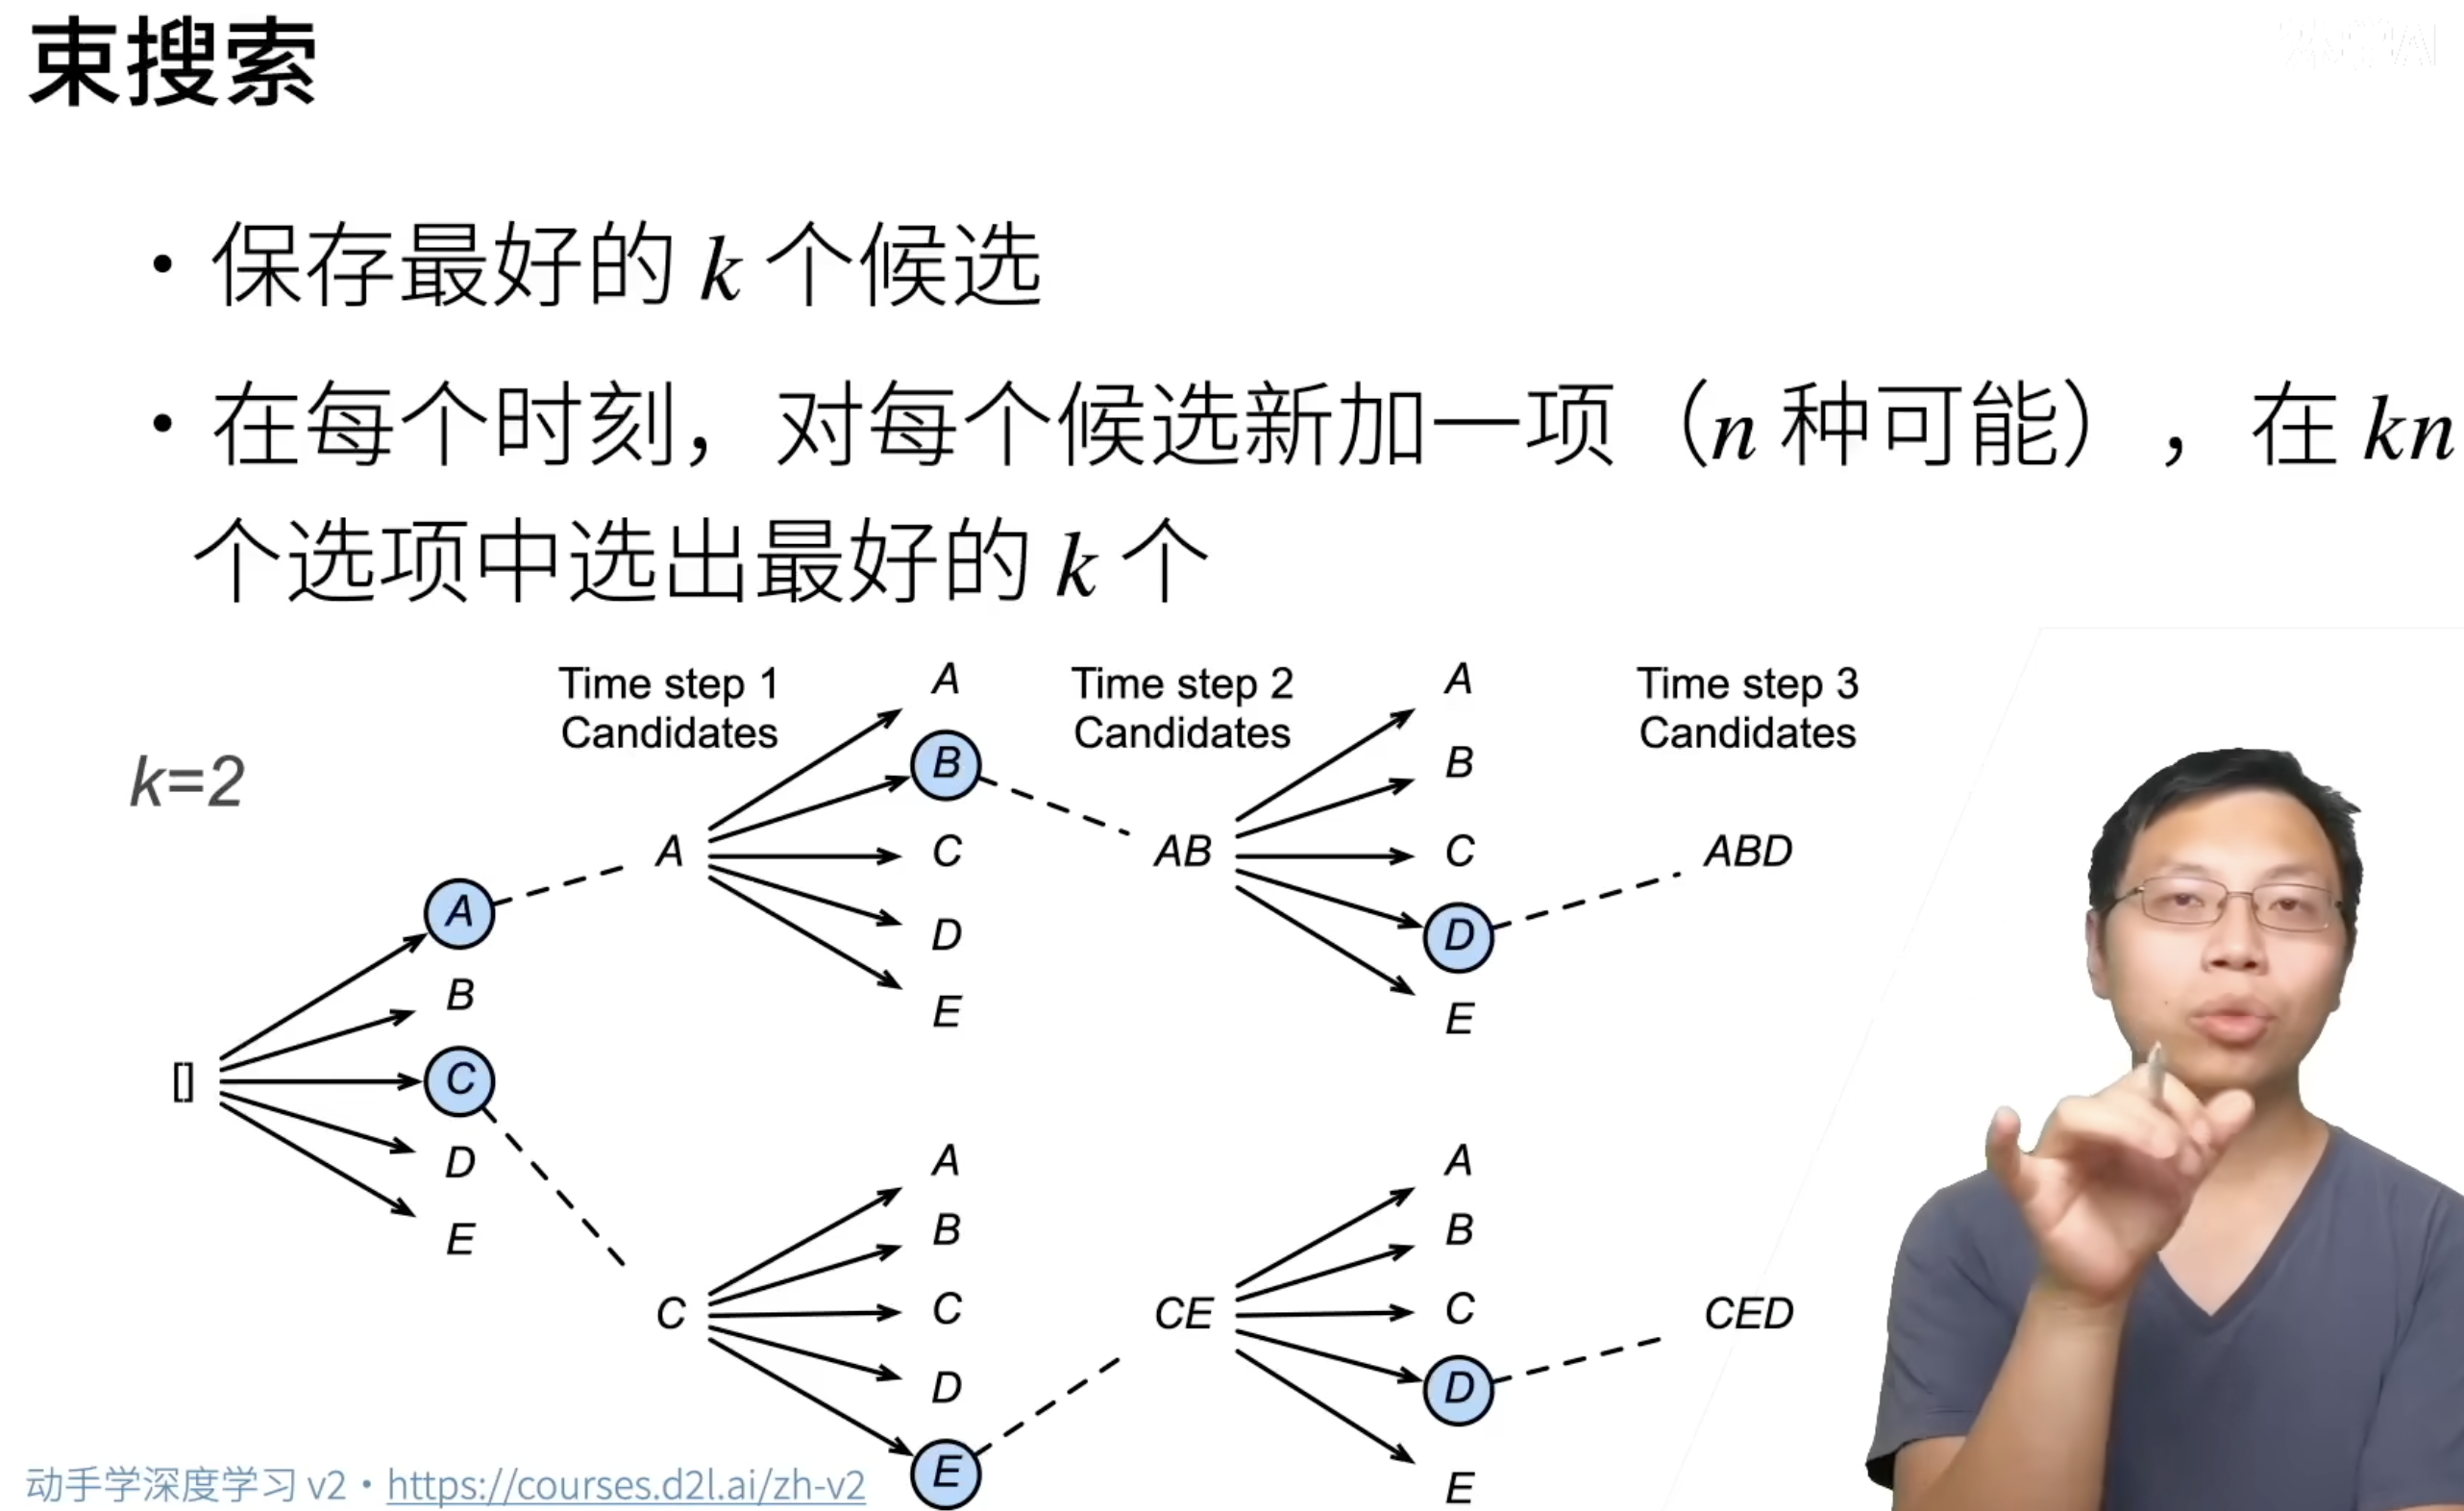 束搜索
• 保存最好的 k 个候选
• 在每个时刻，对每个候选新加一项（n 种可能），在 kn
个选项中选出最好的 k 个
k=2
Time step 1
Candidates
Time step 2
Candidates
Time step 3
Candidates
[]
A
B
C
D
E
A
A
B
C
D
E
AB
A
B
C
D
E
ABD
C
A
B
C
D
E
CE
A
B
C
D
E
CED
动手学深度学习 v2 • https://courses.d2l.ai/zh-v2